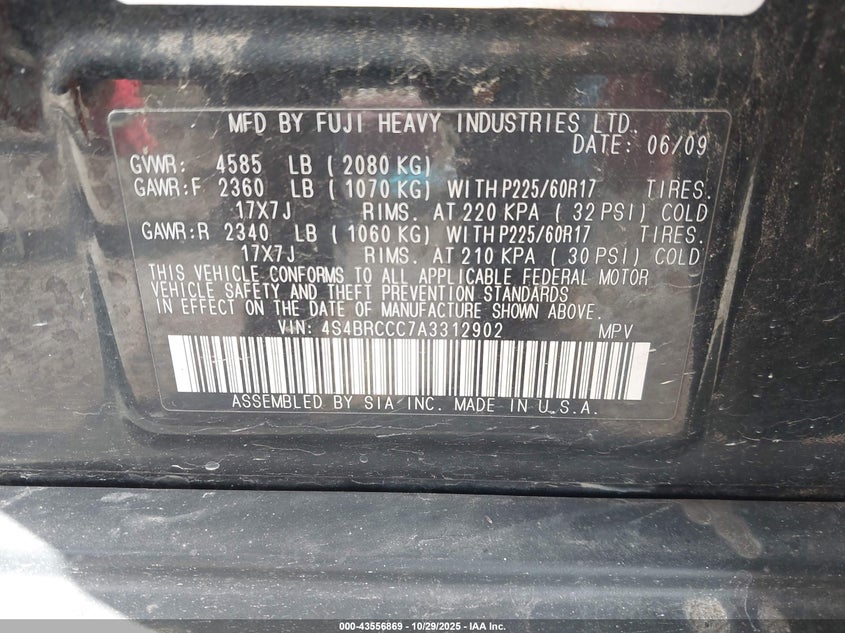 MFD BY FUJI HEAVY INDUSTRIES LTD.
DATE: 06/09
GVWR: 4585 LB ( 2080 KG)
GAWR:F 2360 LB ( 1070 KG) WITH P225/60R17 TIRES.
17X7J RIMS. AT 220 KPA ( 32 PSI) COLD
GAWR:R 2340 LB ( 1060 KG) WITH P225/60R17 TIRES.
17X7J RIMS. AT 210 KPA ( 30 PSI) COLD
THIS VEHICLE CONFORMS TO ALL APPLICABLE FEDERAL MOTOR
VEHICLE SAFETY AND THEFT PREVENTION STANDARDS
IN EFFECT ON THE DATE OF MANUFACTURE SHOWN ABOVE.
VIN: 4S4BRCCC7A3312902 MPV
ASSEMBLED BY SIA INC. MADE IN U.S.A.
000-43556869 - 10/29/2025 - IAA Inc.